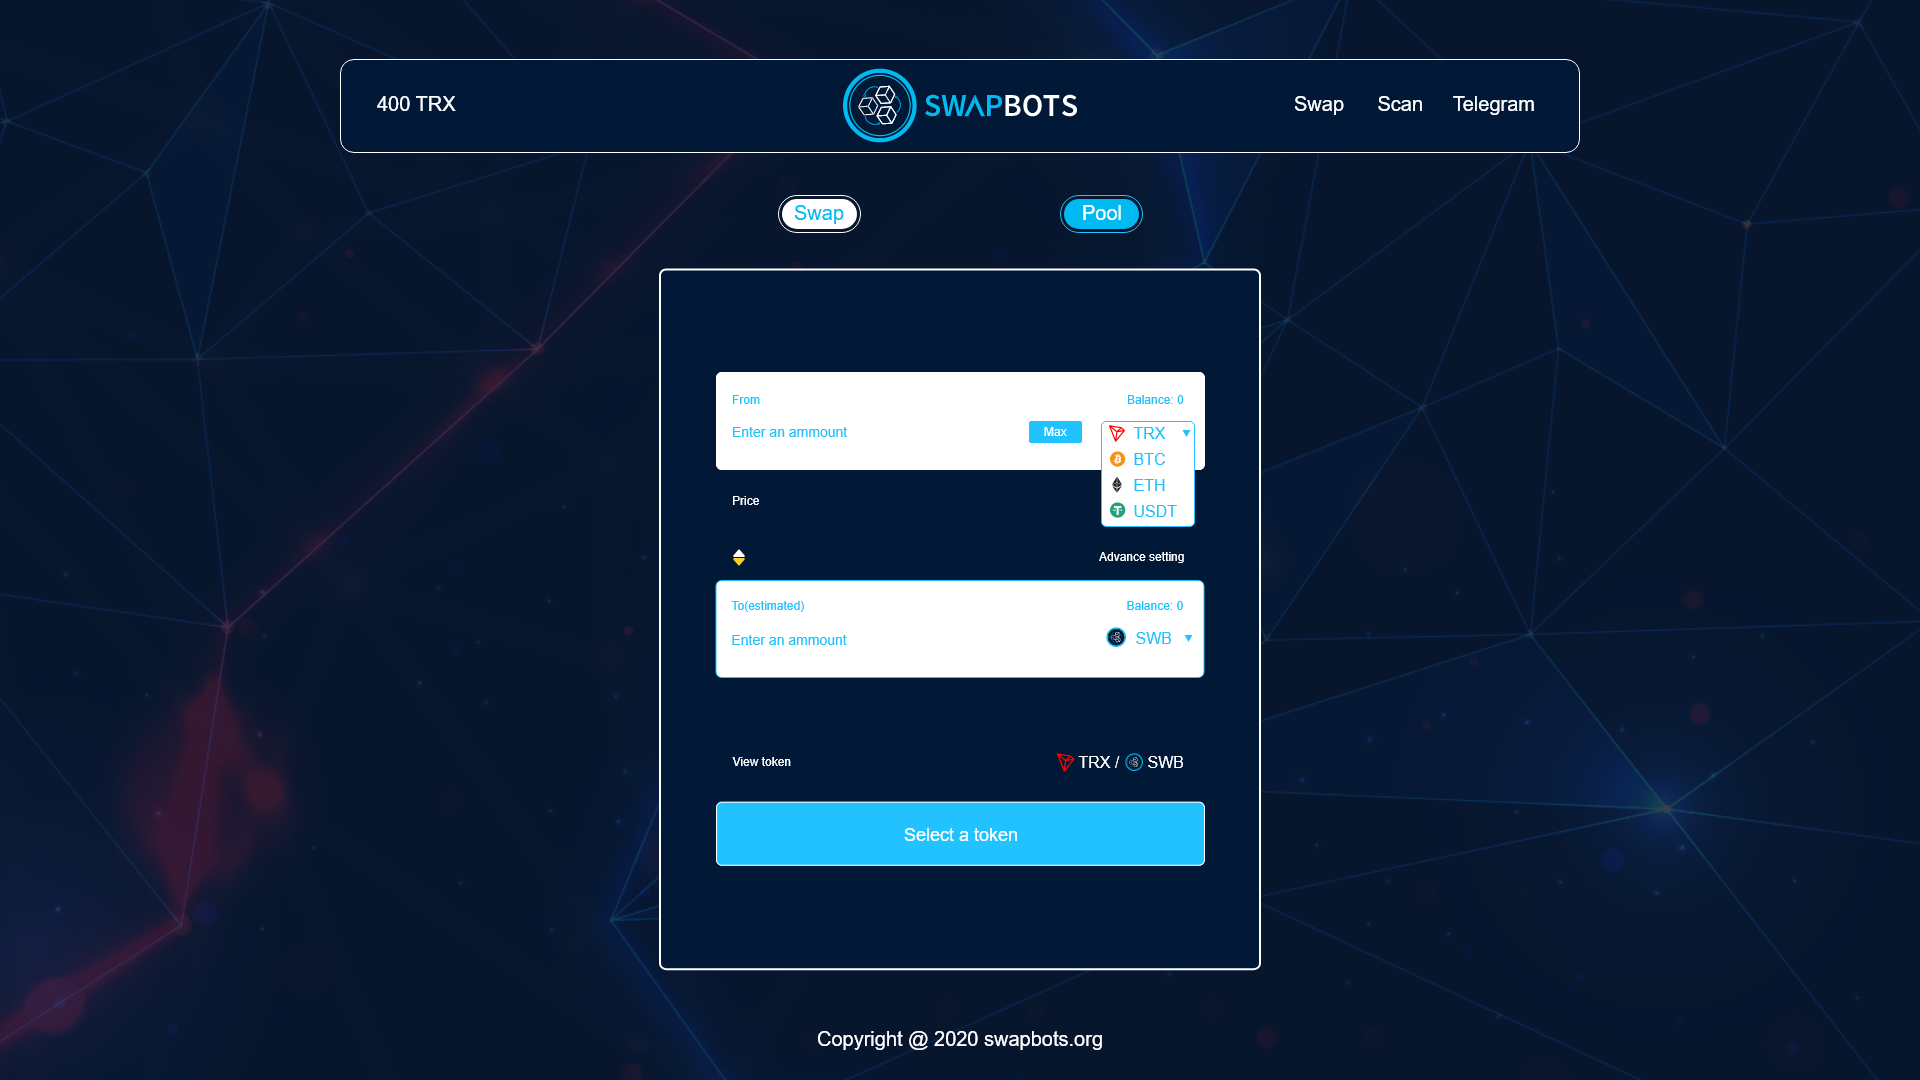 400 TRX
SWAPBOTS
Swap Scan Telegram
Swap Pool
From Balance: 0
Enter an ammount Max TRX
BTC
ETH
USDT
Price
Advance setting
To(estimated) Balance: 0
Enter an ammount SWB
View token TRX / SWB
Select a token
Copyright @ 2020 swapbots.org